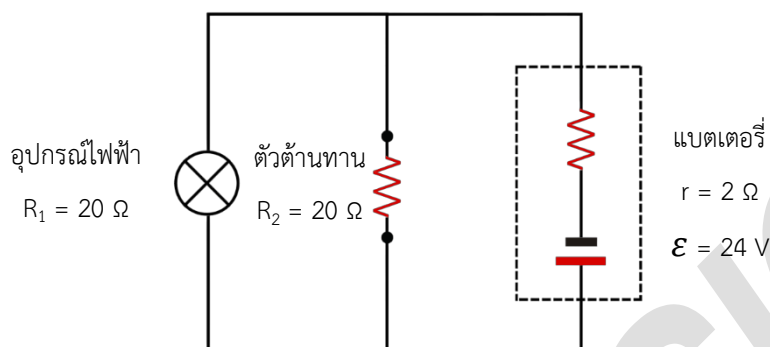 อุปกรณ์ไฟฟ้า
R₁ = 20 Ω
ตัวต้านทาน
R₂ = 20 Ω
แบตเตอรี่
r = 2 Ω
ℰ = 24 V